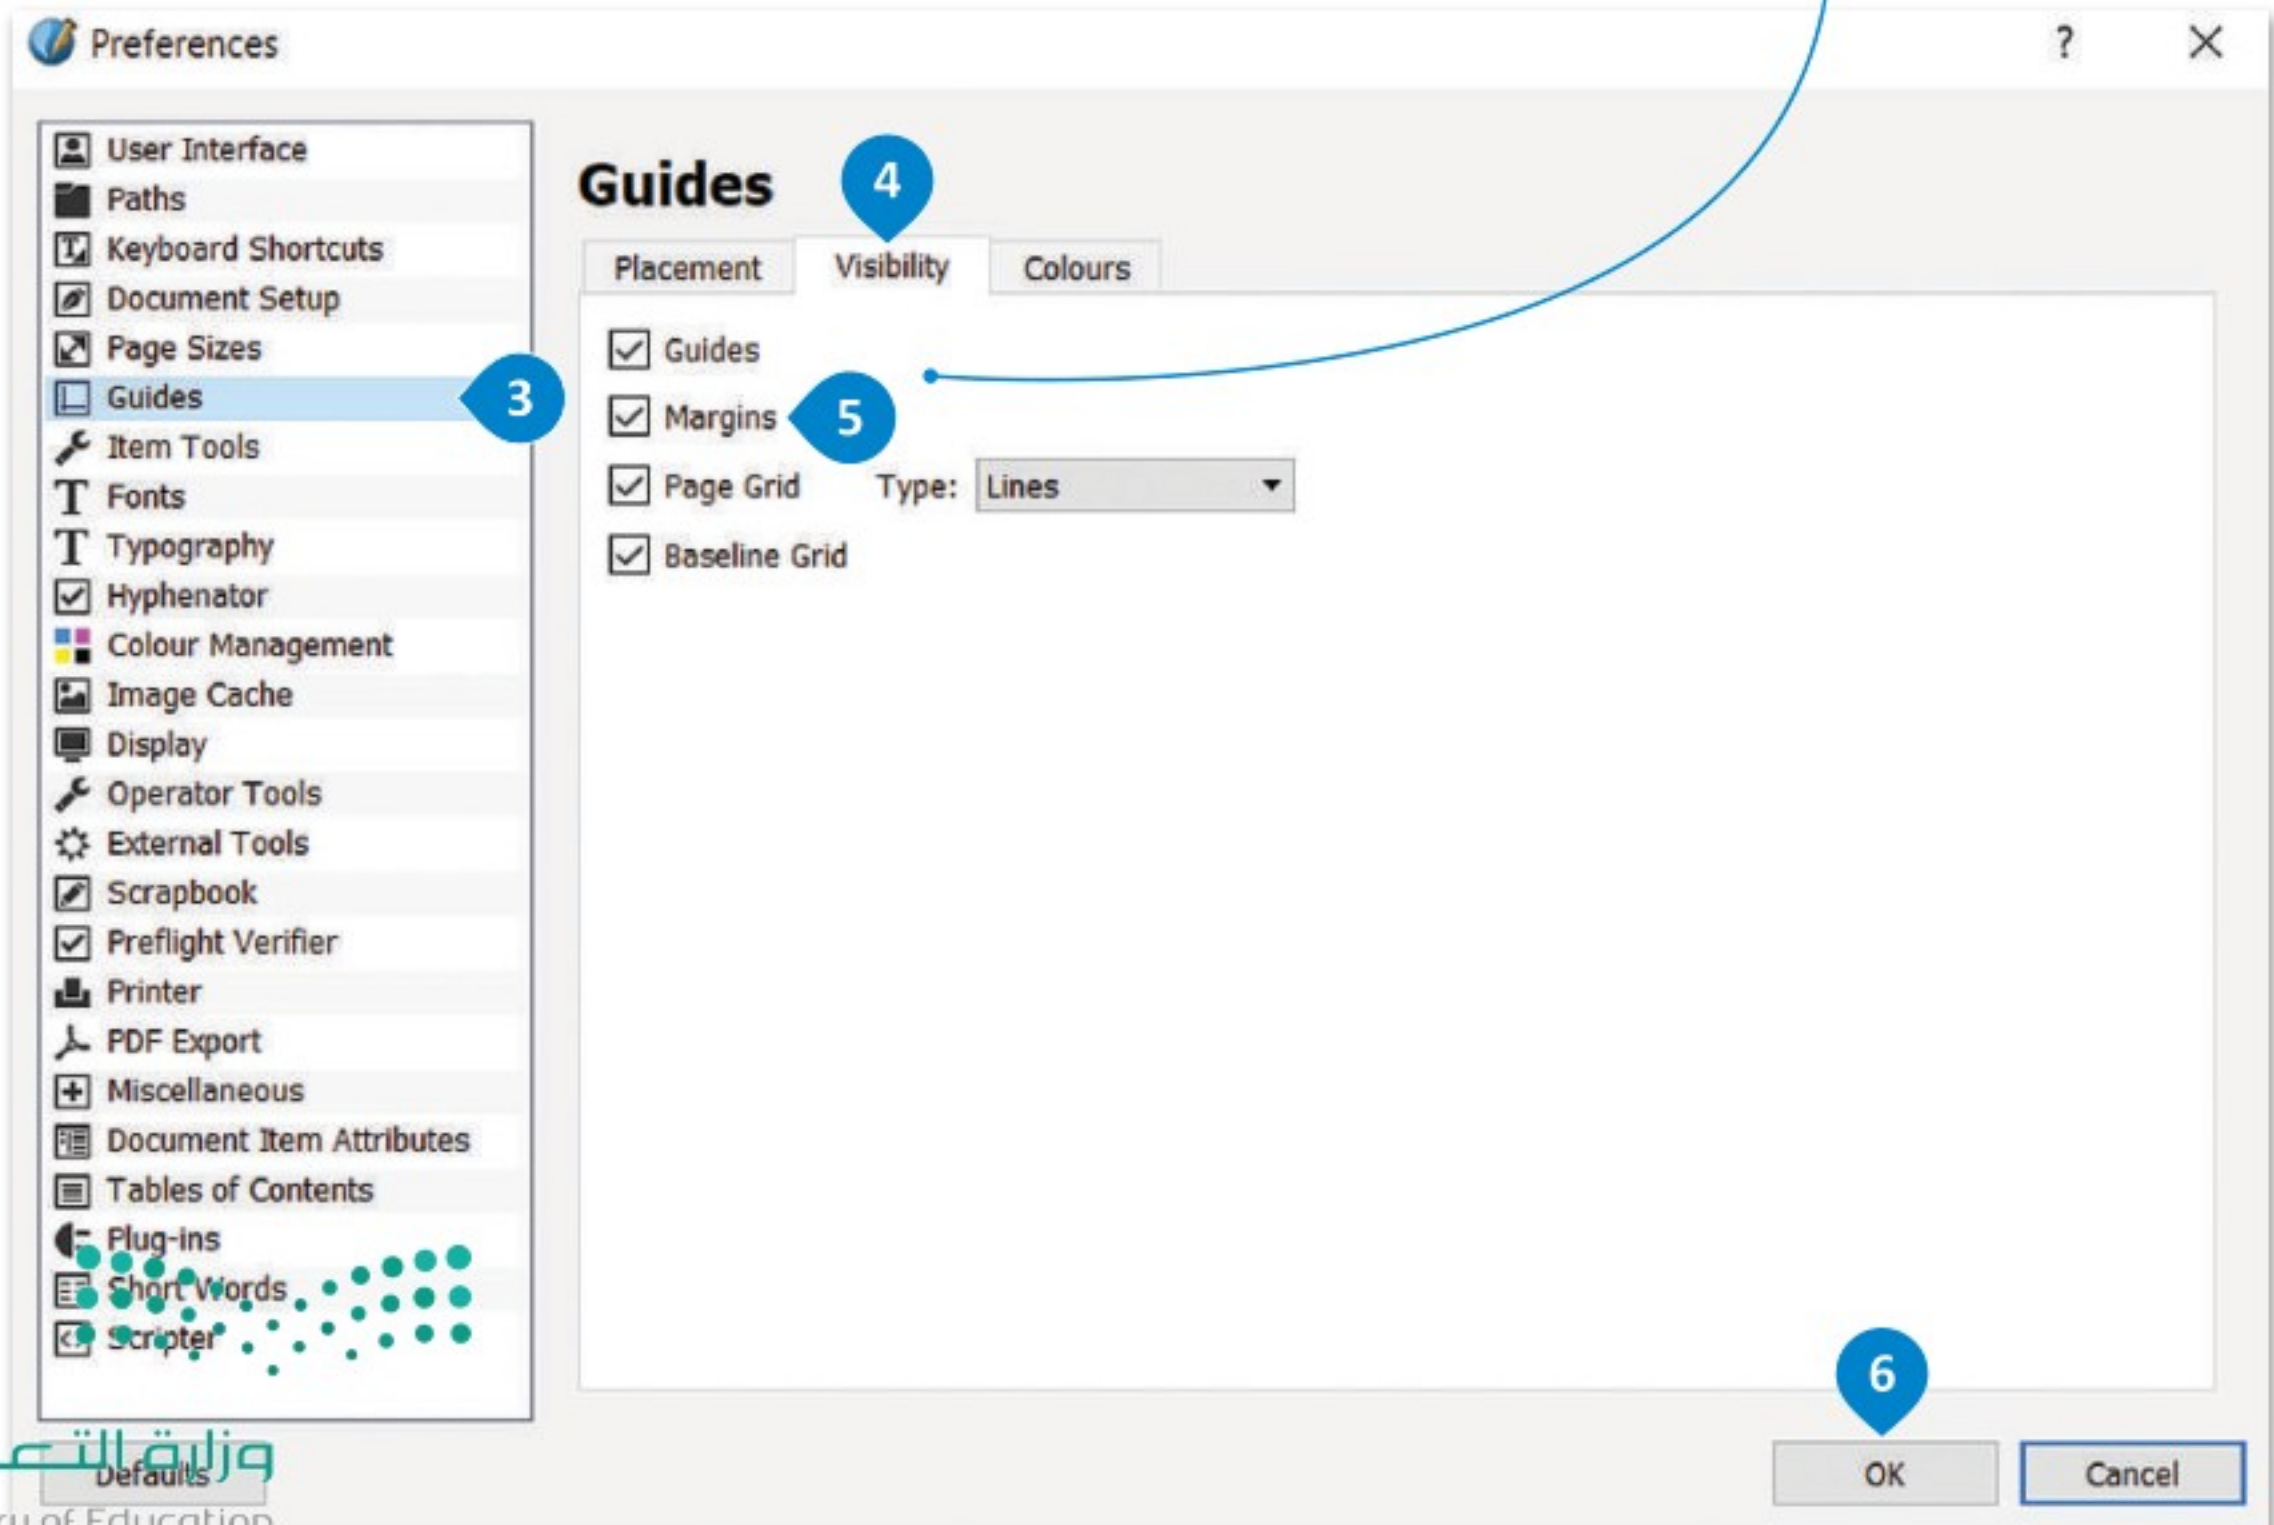 Preferences
?
User Interface
Paths
Keyboard Shortcuts
Document Setup
Page Sizes
Guides
3
Item Tools
Fonts
Typography
Hyphenator
Colour Management
Image Cache
Display
Operator Tools
External Tools
Scrapbook
Preflight Verifier
Printer
PDF Export
Miscellaneous
Document Item Attributes
Tables of Contents
Plug-ins
Short Words
Scripter
Guides
4
Placement Visibility Colours
Guides
Margins 5
Page Grid Type: Lines
Baseline Grid
6
Defaults OK Cancel
وزارة
of Education